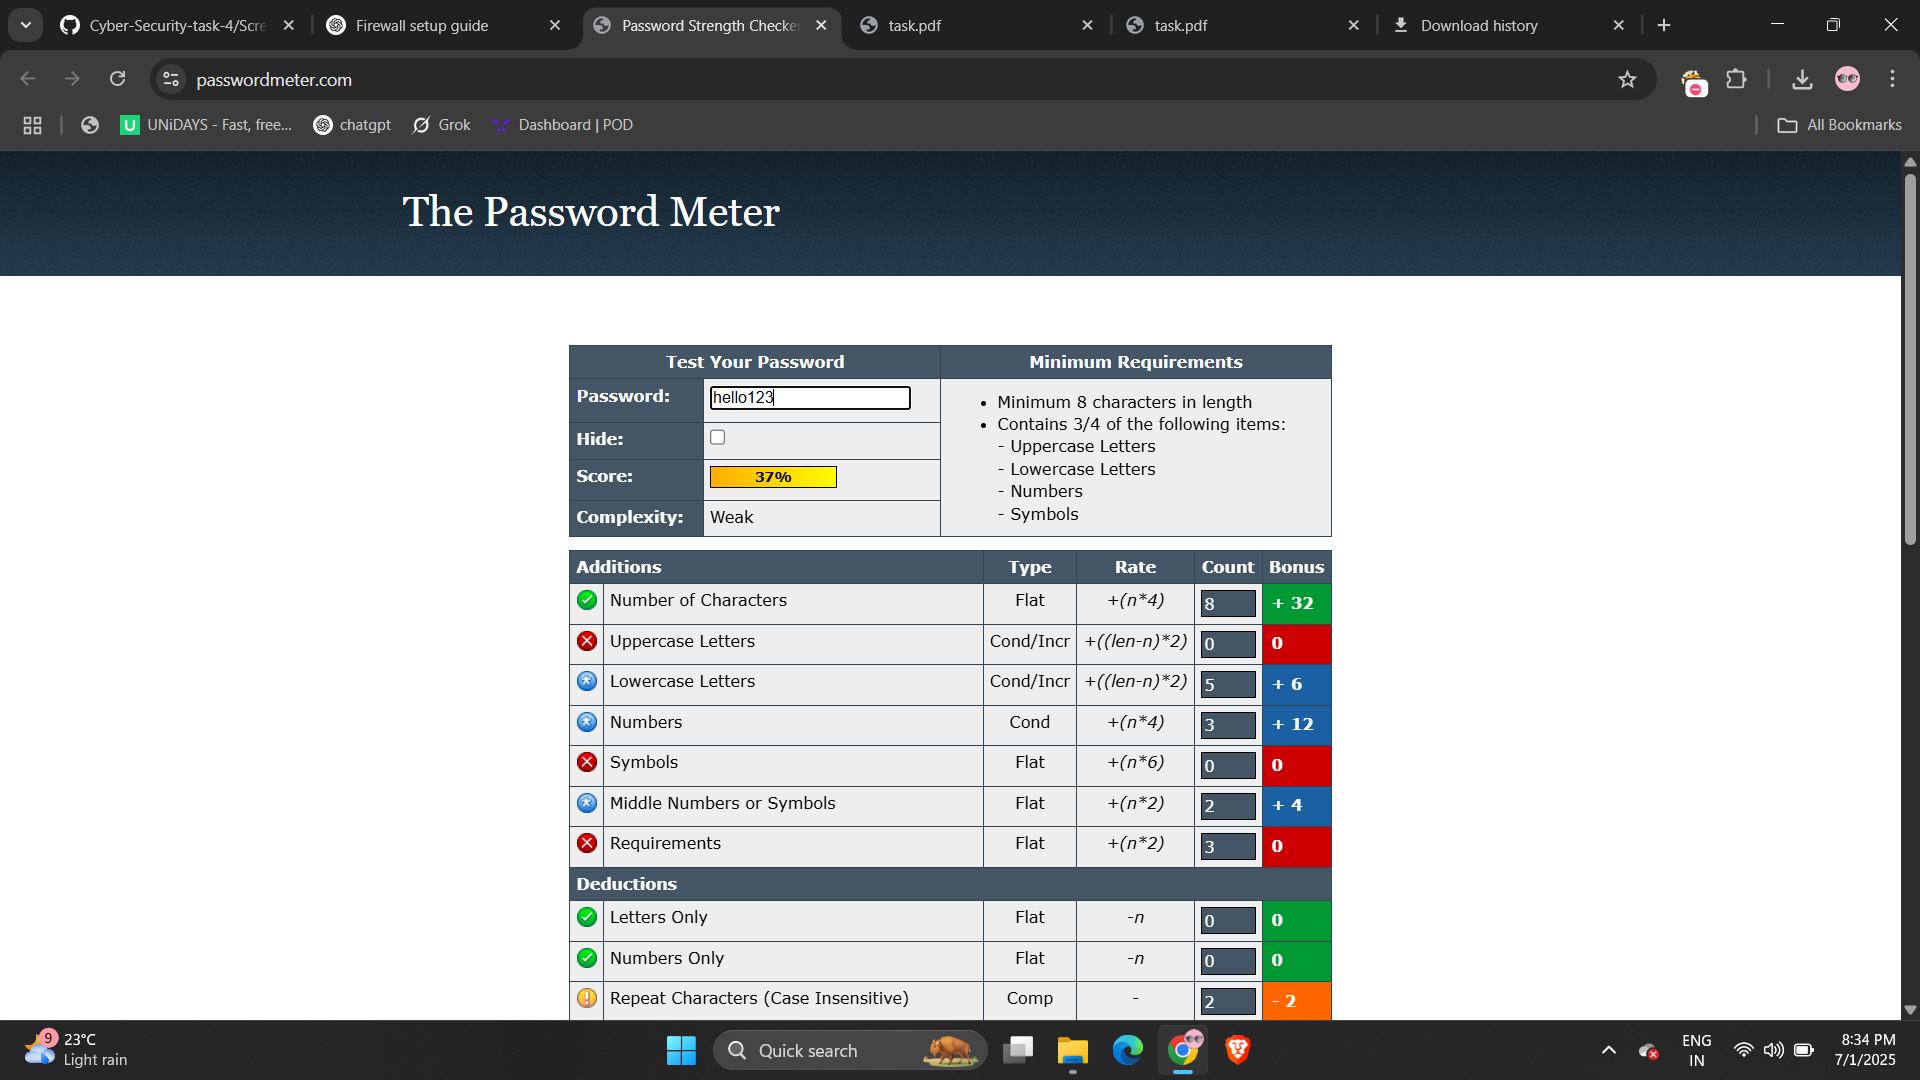 Cyber-Security-task-4/Scre
Firewall setup guide
Password Strength Checke
task.pdf
task.pdf
Download history
passwordmeter.com
UNiDAYS - Fast, free...
chatgpt
Grok
Dashboard | POD
All Bookmarks
The Password Meter
Test Your Password
Minimum Requirements
Password:
hello123
Hide:
Score:
37%
Complexity:
Weak
• Minimum 8 characters in length
• Contains 3/4 of the following items:
- Uppercase Letters
- Lowercase Letters
- Numbers
- Symbols
Additions Type Rate Count Bonus
Number of Characters Flat +(n*4) 8 + 32
Uppercase Letters Cond/Incr +((len-n)*2) 0 0
Lowercase Letters Cond/Incr +((len-n)*2) 5 + 6
Numbers Cond +(n*4) 3 + 12
Symbols Flat +(n*6) 0 0
Middle Numbers or Symbols Flat +(n*2) 2 + 4
Requirements Flat +(n*2) 3 0
Deductions
Letters Only Flat -n 0 0
Numbers Only Flat -n 0 0
Repeat Characters (Case Insensitive) Comp - 2 - 2
9
23°C
Light rain
Quick search
ENG
IN
8:34 PM
7/1/2025